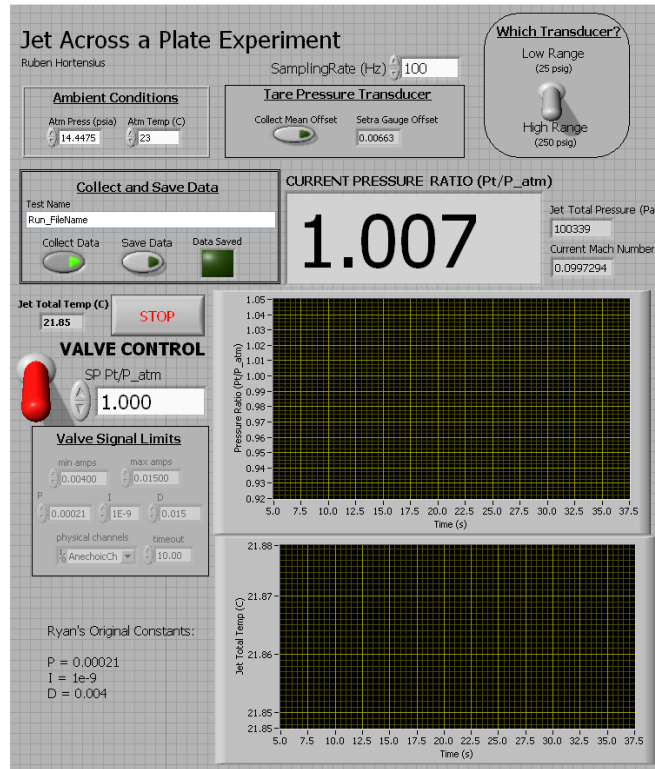 Jet Across a Plate Experiment
Ruben Hortensius
SamplingRate (Hz) 100
Which Transducer?
Low Range
(25 psig)
High Range
(250 psig)
Ambient Conditions
Atm Press (psia) Atm Temp (C)
14.4475 23
Tare Pressure Transducer
Collect Mean Offset Setra Gauge Offset
0.00663
Collect and Save Data
Test Name
Run_FileName
Collect Data Save Data Data Saved
CURRENT PRESSURE RATIO (Pt/P_atm)
1.007
Jet Total Pressure (Pa
100339
Current Mach Number
0.0997294
Jet Total Temp (C)
21.85
STOP
VALVE CONTROL
SP Pt/P_atm
1.000
Valve Signal Limits
min amps max amps
0.00400 0.01500
P I D
0.00021 1E-9 0.015
physical channels timeout
AnechoicCh 10.00
Ryan's Original Constants:
P = 0.00021
I = 1e-9
D = 0.004
Pressure Ratio (Pt/P_atm)
1.05
1.04
1.03
1.02
1.01
1.00
0.99
0.98
0.97
0.96
0.95
0.94
0.93
0.92
5.0 7.5 10.0 12.5 15.0 17.5 20.0 22.5 25.0 27.5 30.0 32.5 35.0 37.5
Time (s)
Jet Total Temp (C)
21.88
21.87
21.86
21.85
21.85
5.0 7.5 10.0 12.5 15.0 17.5 20.0 22.5 25.0 27.5 30.0 32.5 35.0 37.5
Time (s)